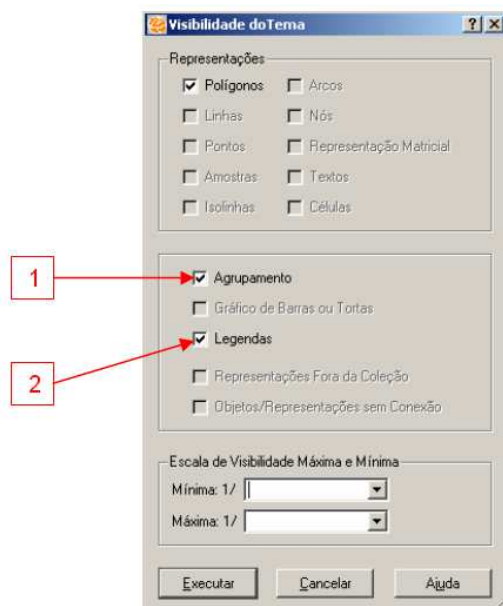 Visibilidade doTema
Representações
Polígonos
Arcos
Linhas
Nós
Pontos
Representação Matricial
Amostras
Textos
Isolinhas
Células
1
Agrupamento
Gráfico de Barras ou Tortas
2
Legendas
Representações Fora da Coleção
Objetos/Representações sem Conexão
Escala de Visibilidade Máxima e Mínima
Mínima: 1/
Máxima: 1/
Executar
Cancelar
Ajuda